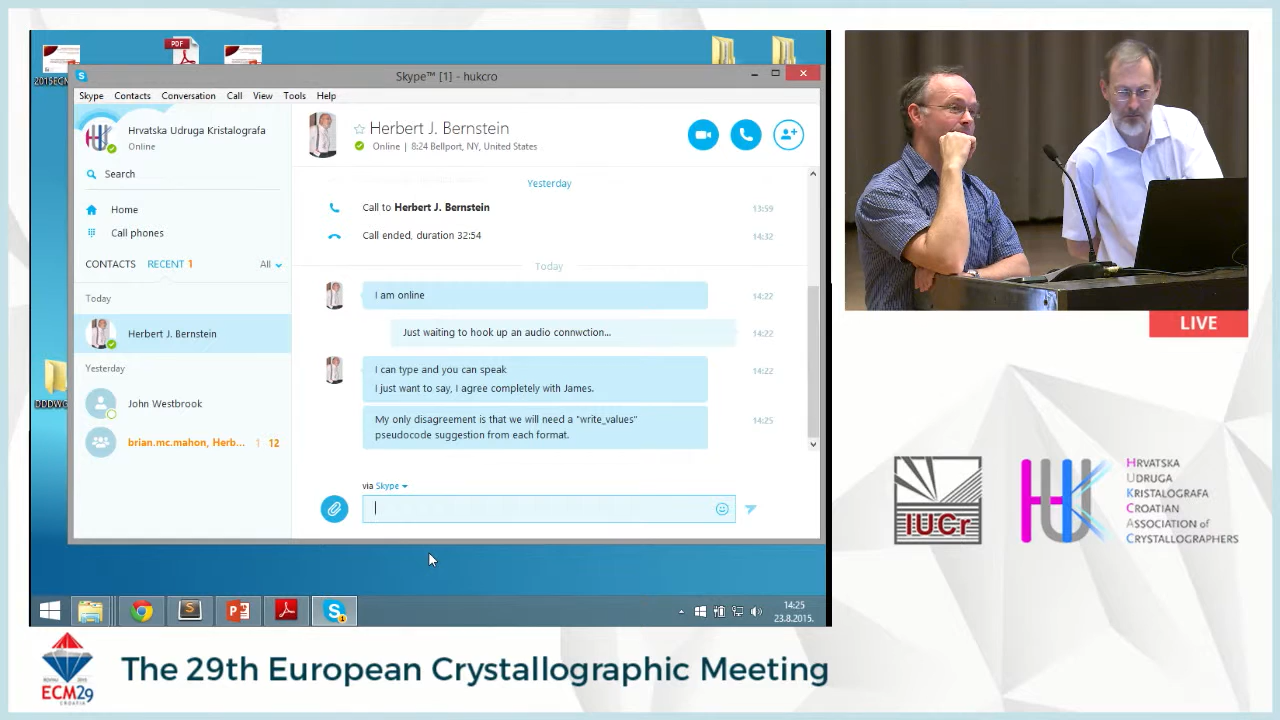 PDF
2015ECM
Skype™ [1] - hukcro
Skype Contacts Conversation Call View Tools Help
Hrvatska Udruga Kristalografa
Online
Search
Home
Call phones
CONTACTS RECENT 1 All
Today
Herbert J. Bernstein
Yesterday
John Westbrook
brian.mc.mahon, Herb... 1 12
Herbert J. Bernstein
Online | 8:24 Bellport, NY, United States
Yesterday
Call to Herbert J. Bernstein 13:59
Call ended, duration 32:54 14:32
Today
I am online 14:22
Just waiting to hook up an audio connwction... 14:22
I can type and you can speak 14:22
I just want to say, I agree completely with James.
My only disagreement is that we will need a "write_values" 14:25
pseudocode suggestion from each format.
via Skype
DDDWG
14:25
23.8.2015.
LIVE
IUCr
HRVATSKA
UDRUGA
KRISTALOGRAFA
CROATIAN
ASSOCIATION of
CRYSTALLOGRAPHERS
ECM29
CROATIA
The 29th European Crystallographic Meeting